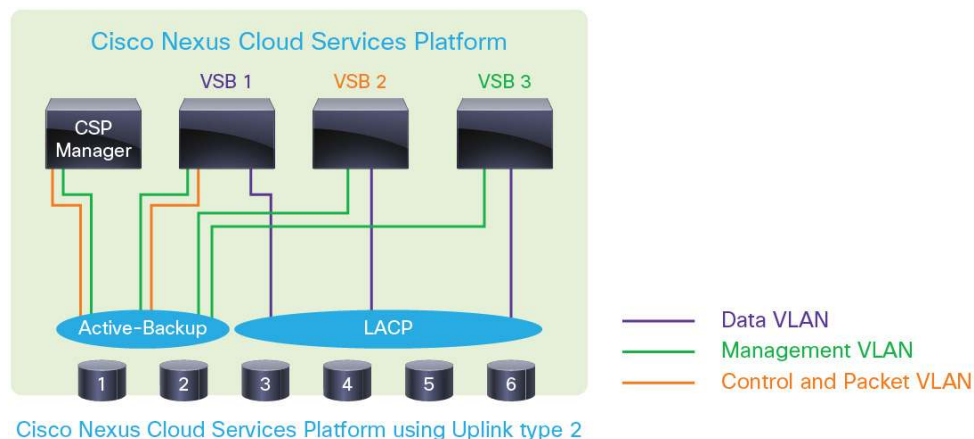 Cisco Nexus Cloud Services Platform
VSB 1
VSB 2
VSB 3
CSP
Manager
Active-Backup
LACP
1
2
3
4
5
6
Data VLAN
Management VLAN
Control and Packet VLAN
Cisco Nexus Cloud Services Platform using Uplink type 2